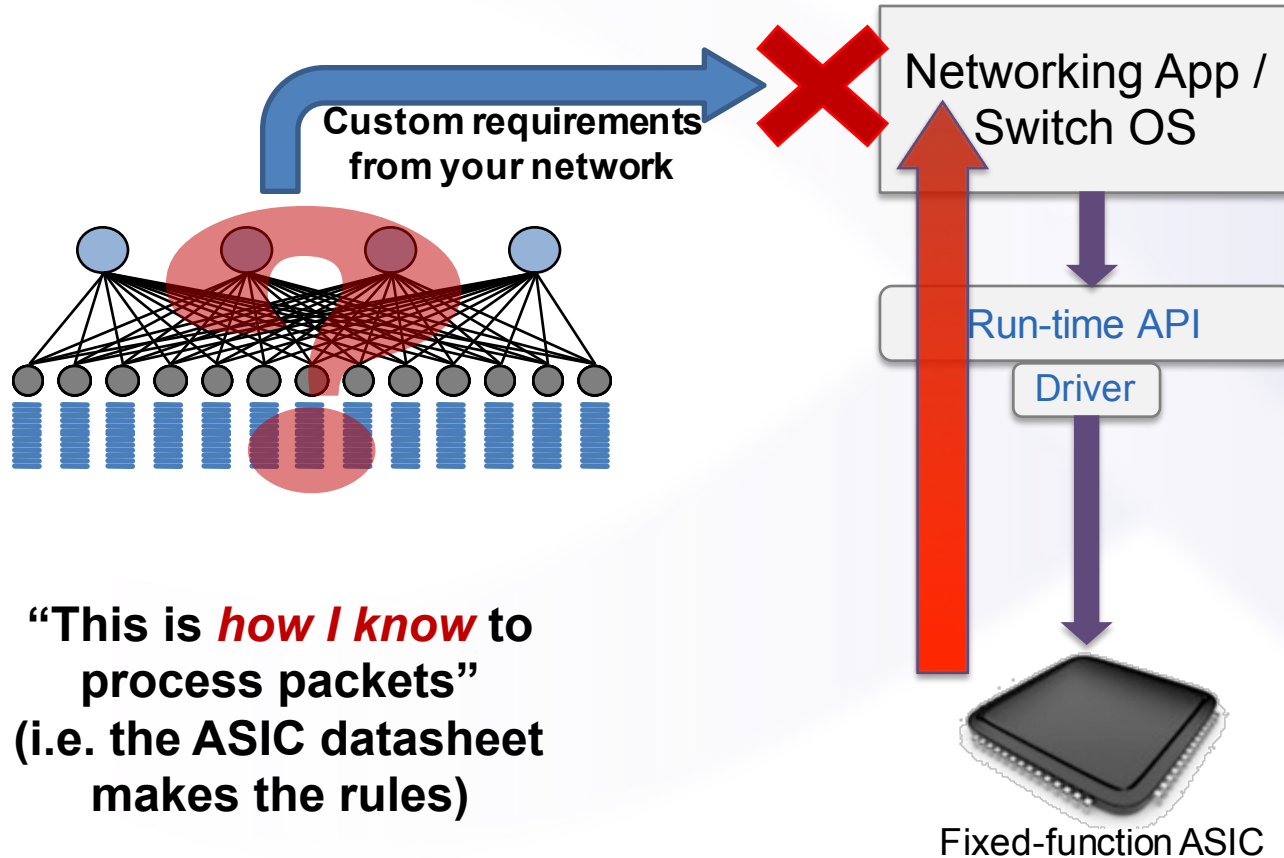 Custom requirements
from your network
Networking App /
Switch OS
Run-time API
Driver
“This is how I know to
process packets”
(i.e. the ASIC datasheet
makes the rules)
Fixed-function ASIC
?